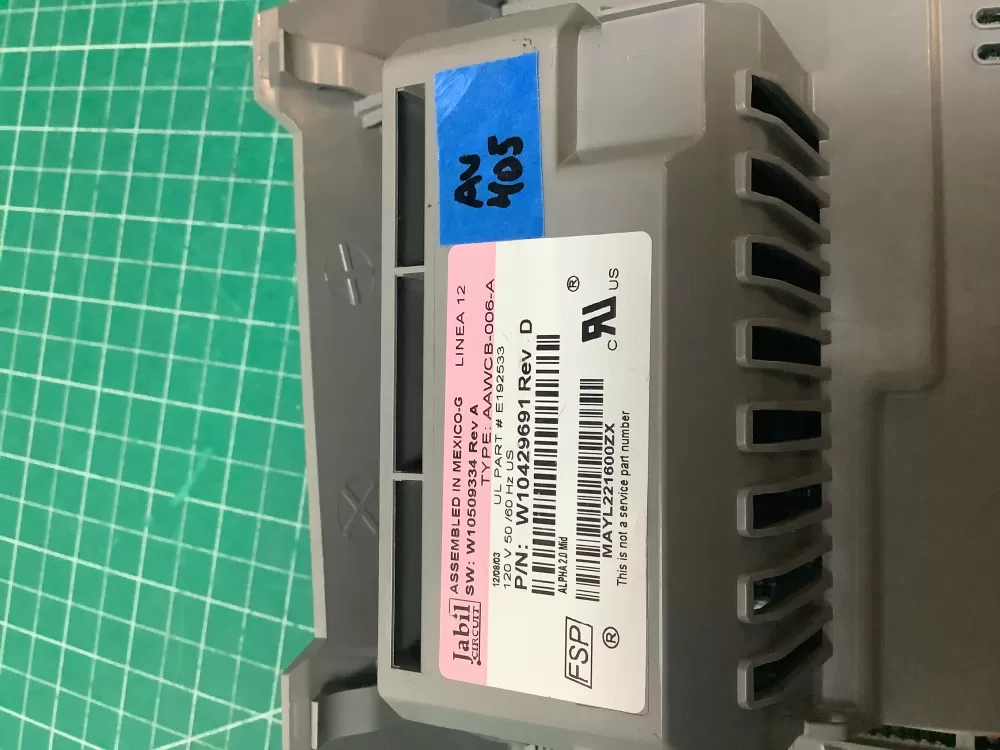 AV
405
Jabil
CIRCUIT
ASSEMBLED IN MEXICO-G LINEA 12
SW: W10509334 Rev A
TYPE: AAWCB-006-A
UL PART # E192533
12/08/03
120 V 50 /60 Hz US
P/N: W10429691 Rev D
ALPHA 2.0 Mid
MAYL221600ZX
This is not a service part number
FSP
®
C US ®